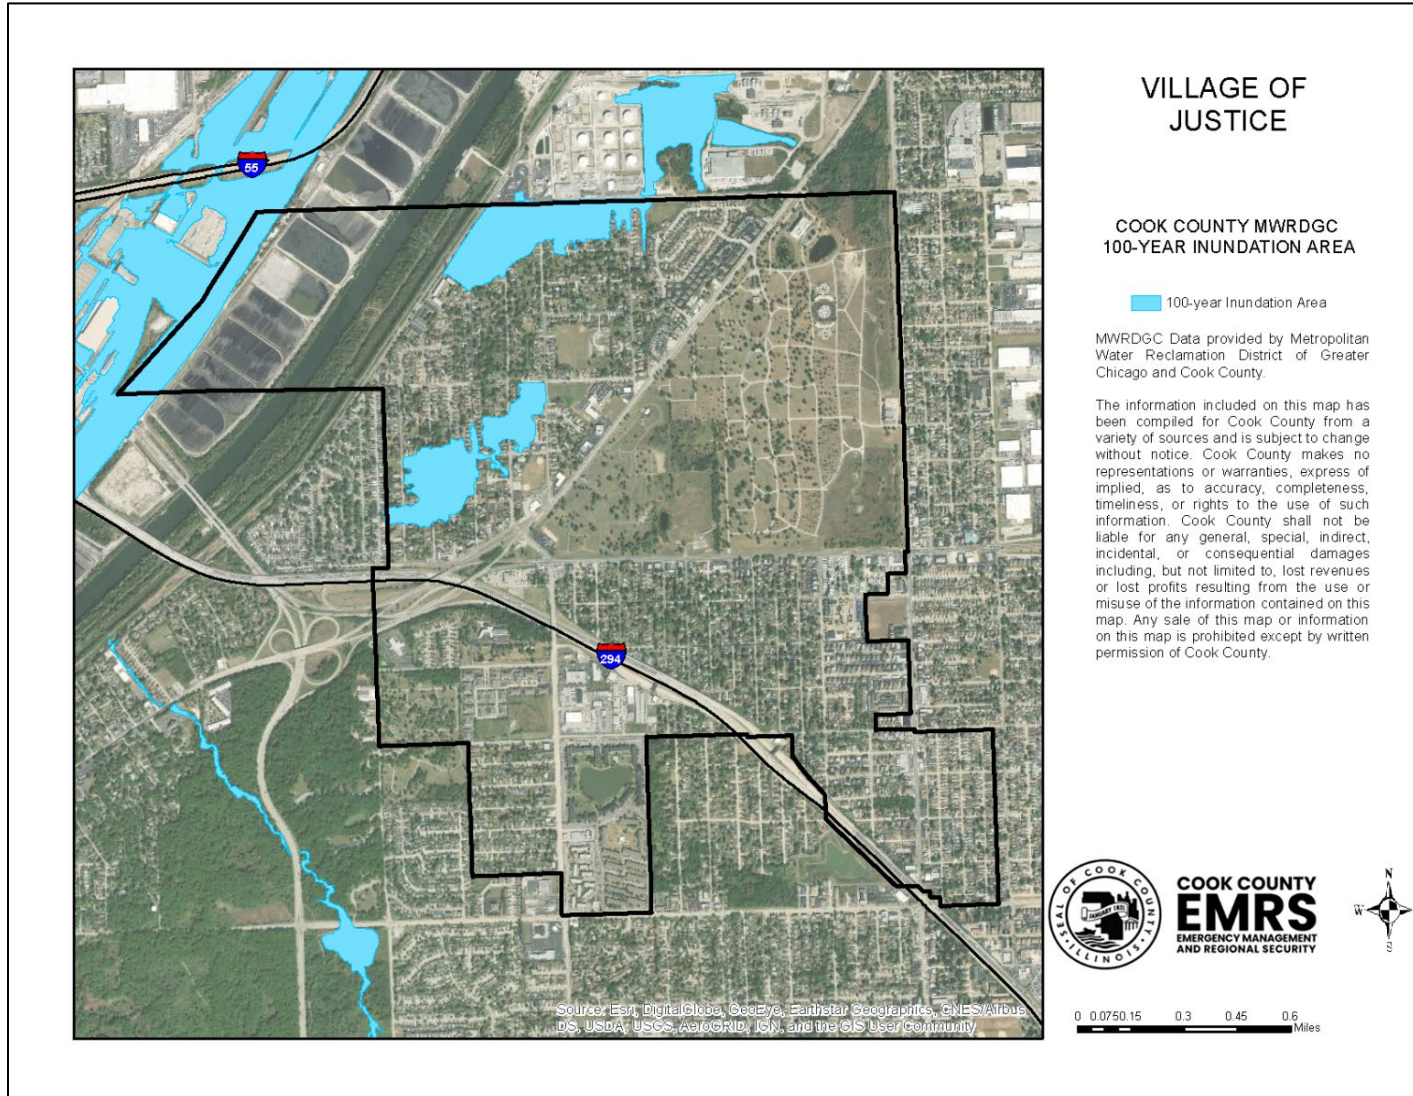 VILLAGE OF
JUSTICE
COOK COUNTY MWRDGC
100-YEAR INUNDATION AREA
100-year Inundation Area
MWRDGC Data provided by Metropolitan
Water Reclamation District of Greater
Chicago and Cook County.
The information included on this map has
been compiled for Cook County from a
variety of sources and is subject to change
without notice. Cook County makes no
representations or warranties, express of
implied, as to accuracy, completeness,
timeliness, or rights to the use of such
information. Cook County shall not be
liable for any general, special, indirect,
incidental, or consequential damages
including, but not limited to, lost revenues
or lost profits resulting from the use or
misuse of the information contained on this
map. Any sale of this map or information
on this map is prohibited except by written
permission of Cook County.
55
294
SEAL OF COOK COUNTY
JANUARY 1831
ILLINOIS
COOK COUNTY
EMRS
EMERGENCY MANAGEMENT
AND REGIONAL SECURITY
N
W
S
0 0.075 0.15 0.3 0.45 0.6
Miles
Source: Esri, DigitalGlobe, GeoEye, Earthstar Geographics, CNES/Airbus
DS, USDA, USGS, AeroGRID, IGN, and the GIS User Community